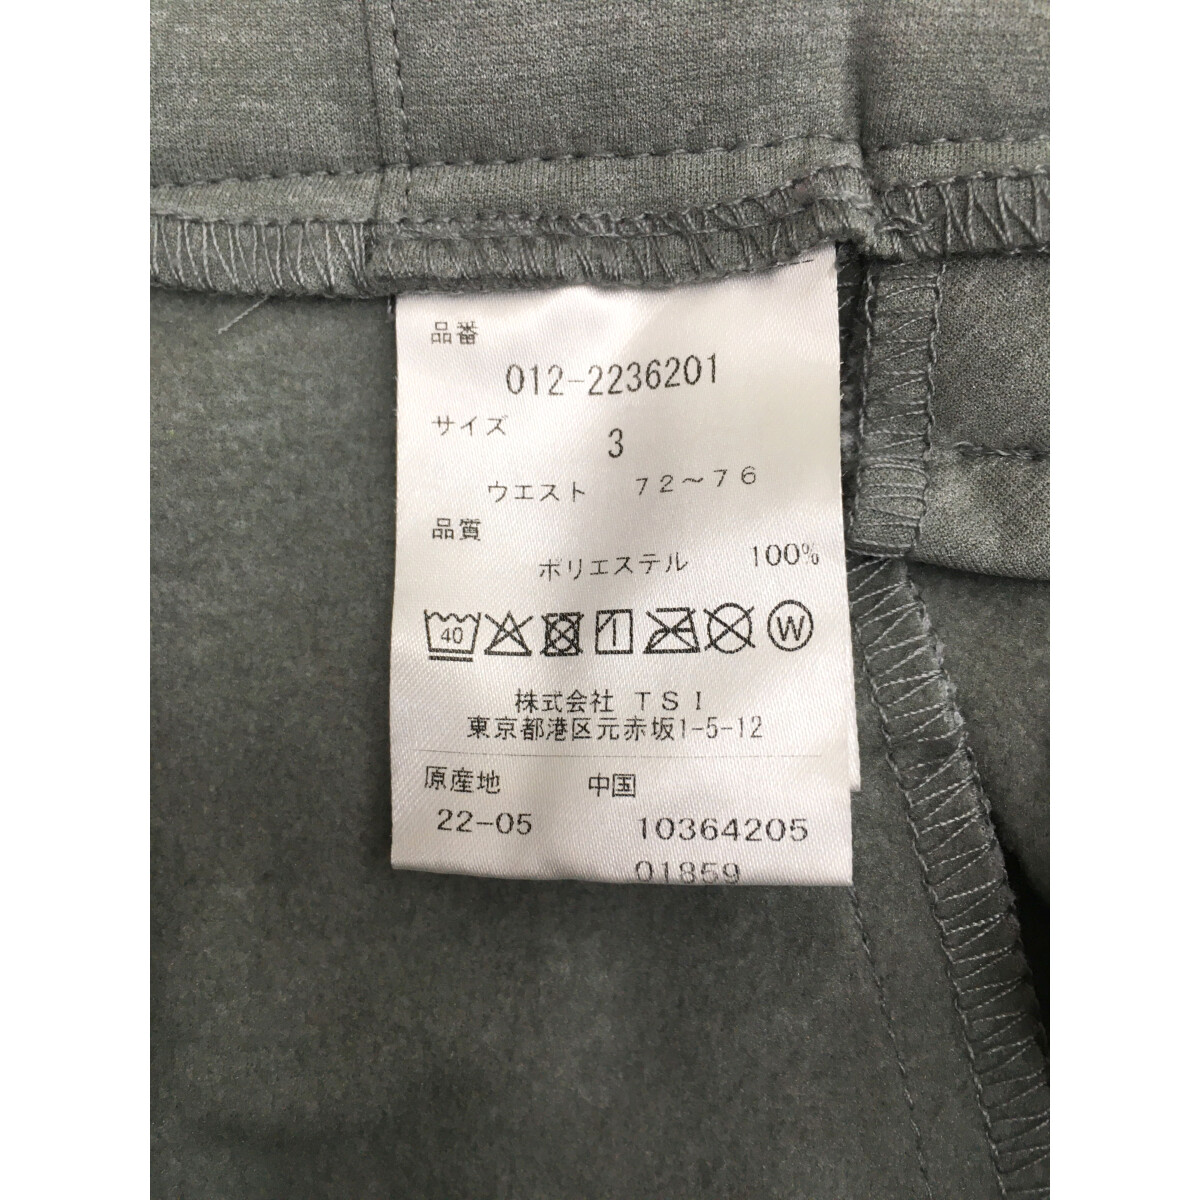 品番
012-2236201
サイズ
3
ウエスト 72～76
品質
ポリエステル 100%
40 1 W
株式会社 TSI
東京都港区元赤坂1-5-12
原産地 中国
22-05 10364205
01859